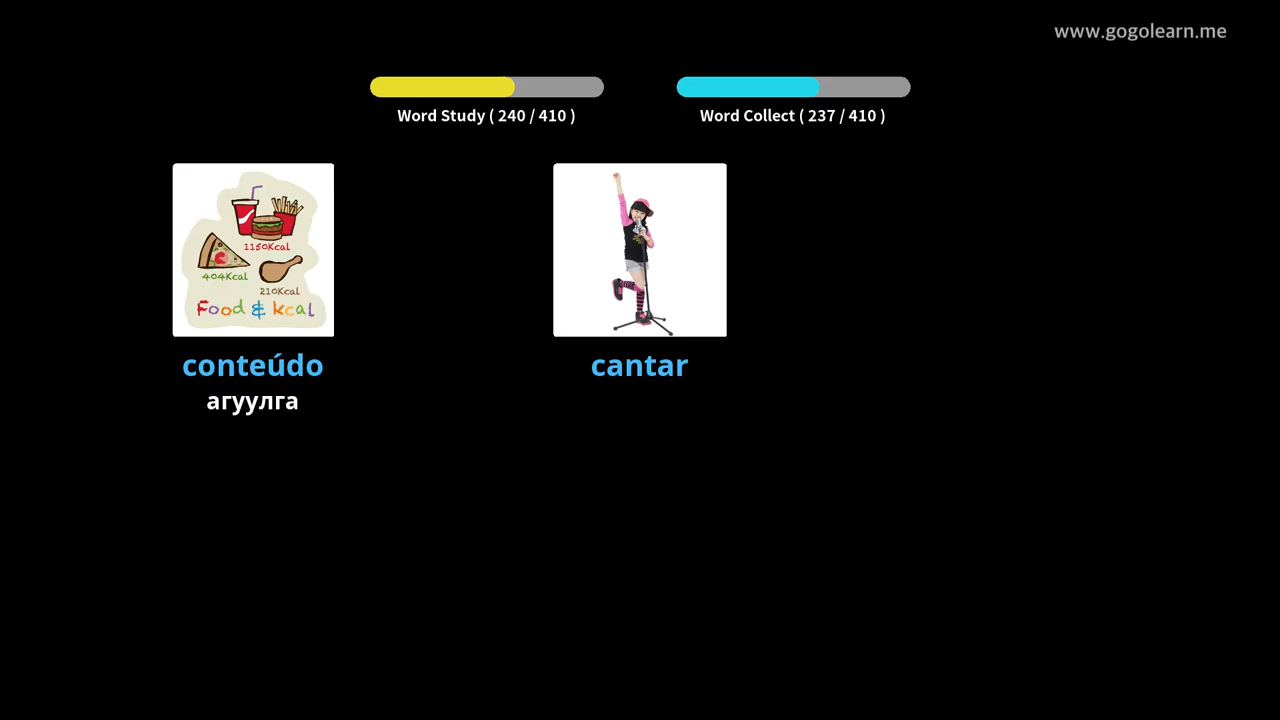 www.gogolearn.me
Word Study ( 240 / 410 )
Word Collect ( 237 / 410 )
1150Kcal
404Kcal
210Kcal
Food & kcal
conteúdo
агуулга
cantar